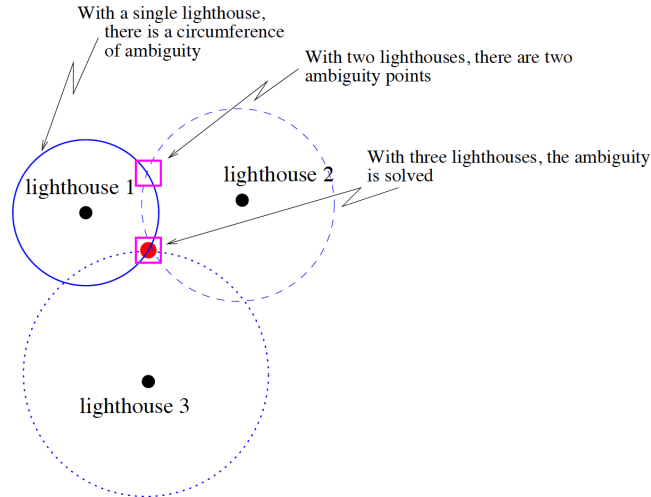 With a single lighthouse,
there is a circumference
of ambiguity
With two lighthouses, there are two
ambiguity points
With three lighthouses, the ambiguity
is solved
lighthouse 1
lighthouse 2
lighthouse 3